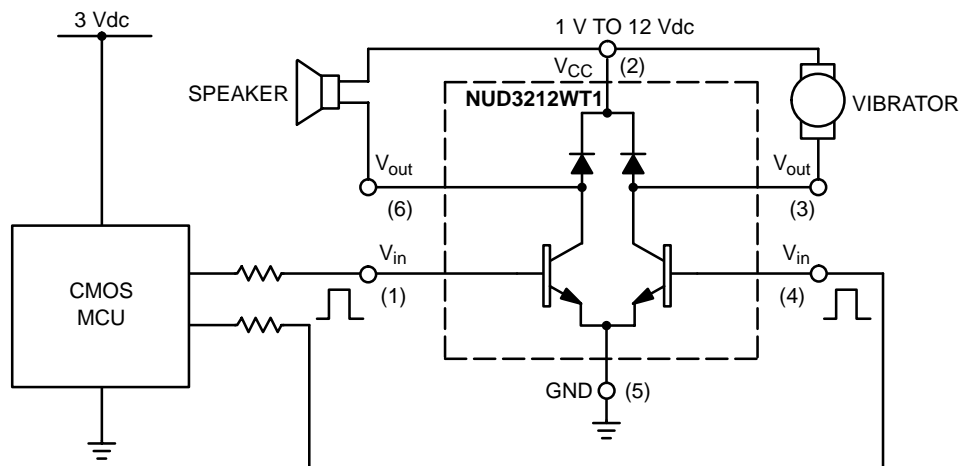 3 Vdc
1 V TO 12 Vdc
VCC
(2)
SPEAKER
NUD3212WT1
VIBRATOR
Vout
Vout
(6)
(3)
Vin
Vin
(1)
(4)
CMOS
MCU
GND
(5)